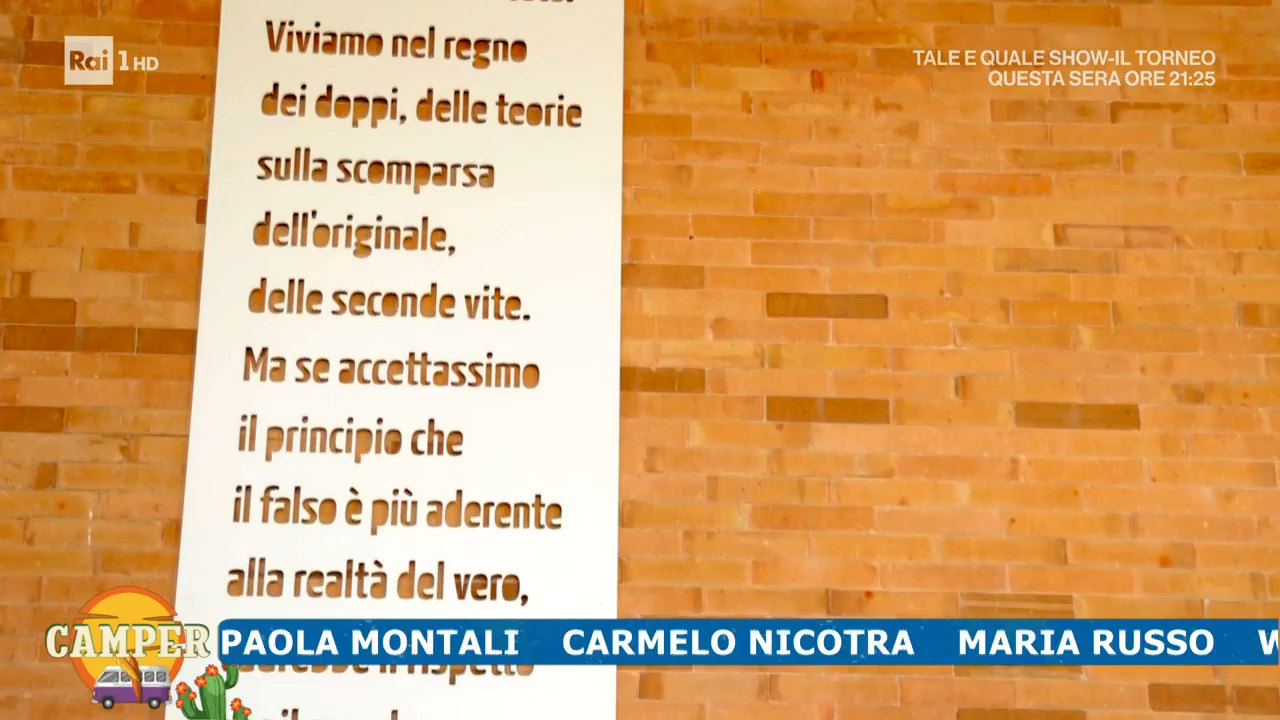 Rai 1 HD
TALE E QUALE SHOW-IL TORNEO
QUESTA SERA ORE 21:25
Viviamo nel regno
dei doppi, delle teorie
sulla scomparsa
dell'originale,
delle seconde vite.
Ma se accettassimo
il principio che
il falso è più aderente
alla realtà del vero,
il rispetto
CAMPER
PAOLA MONTALI CARMELO NICOTRA MARIA RUSSO